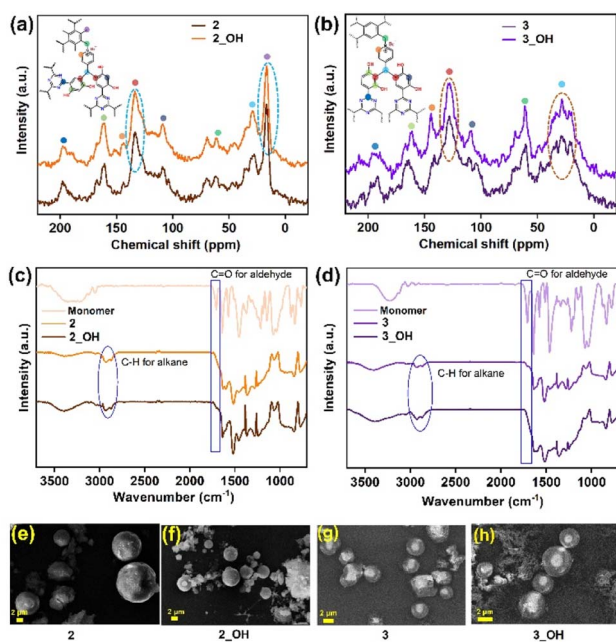 (a)
2
2_OH
Intensity (a.u.)
200 150 100 50 0
Chemical shift (ppm)
(b)
3
3_OH
Intensity (a.u.)
200 150 100 50 0
Chemical shift (ppm)
(c)
C=O for aldehyde
Monomer
2
2_OH
C-H for alkane
Intensity (a.u.)
3500 3000 2500 2000 1500 1000
Wavenumber (cm⁻¹)
(d)
C=O for aldehyde
Monomer
3
3_OH
C-H for alkane
Intensity (a.u.)
3500 3000 2500 2000 1500 1000
Wavenumber (cm⁻¹)
(e)
2 μm
2
(f)
2 μm
2_OH
(g)
2 μm
3
(h)
2 μm
3_OH